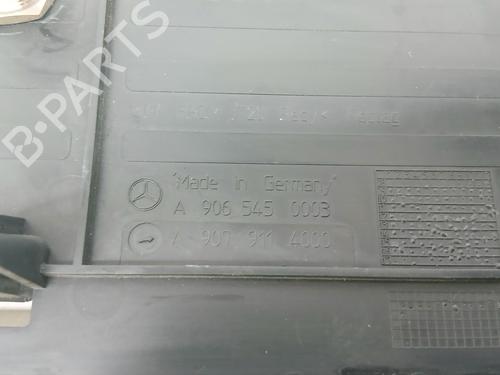 B-PARTS
"Made in Germany"
A 906 545 0003
A 907 911 4000